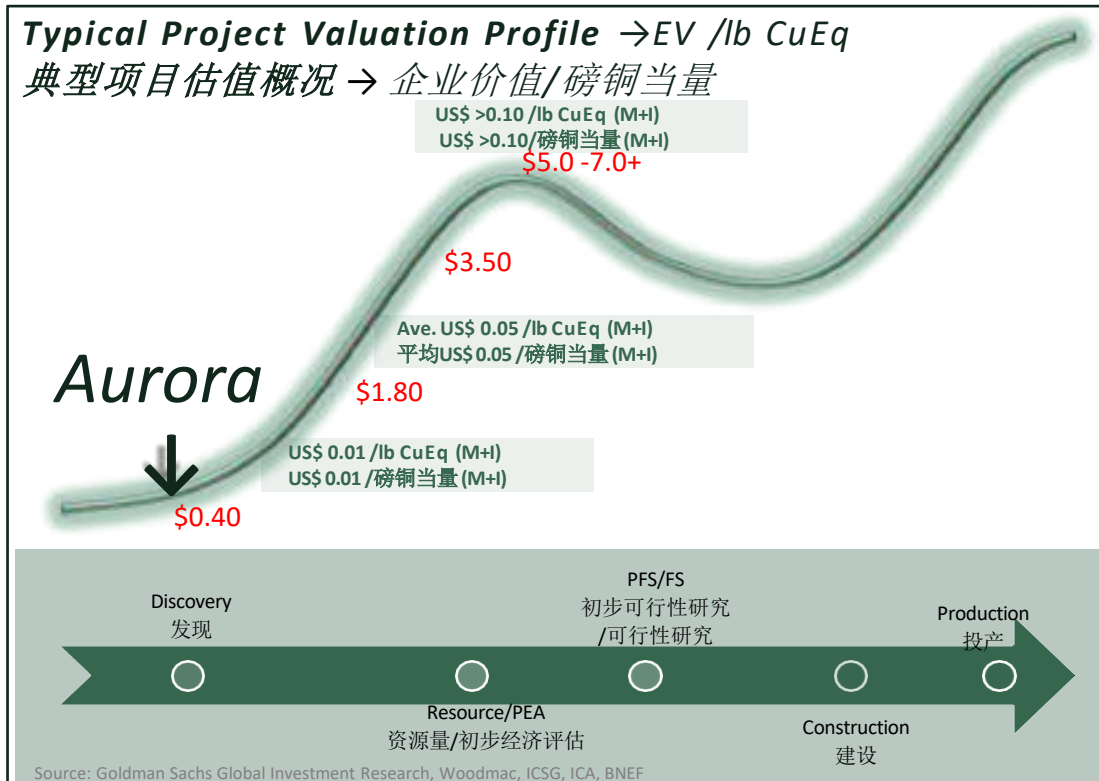 Typical Project Valuation Profile →EV /lb CuEq
典型项目估值概况 → 企业价值/磅铜当量
US$ >0.10 /lb CuEq (M+I)
US$ >0.10/磅铜当量(M+I)
$5.0 -7.0+
$3.50
Ave. US$ 0.05 /lb CuEq (M+I)
平均US$ 0.05 /磅铜当量(M+I)
Aurora
$1.80
US$ 0.01 /lb CuEq (M+I)
US$ 0.01 /磅铜当量(M+I)
$0.40
Discovery
发现
Resource/PEA
资源量/初步经济评估
PFS/FS
初步可行性研究
/可行性研究
Construction
建设
Production
投产
Source: Goldman Sachs Global Investment Research, Woodmac, ICSG, ICA, BNEF